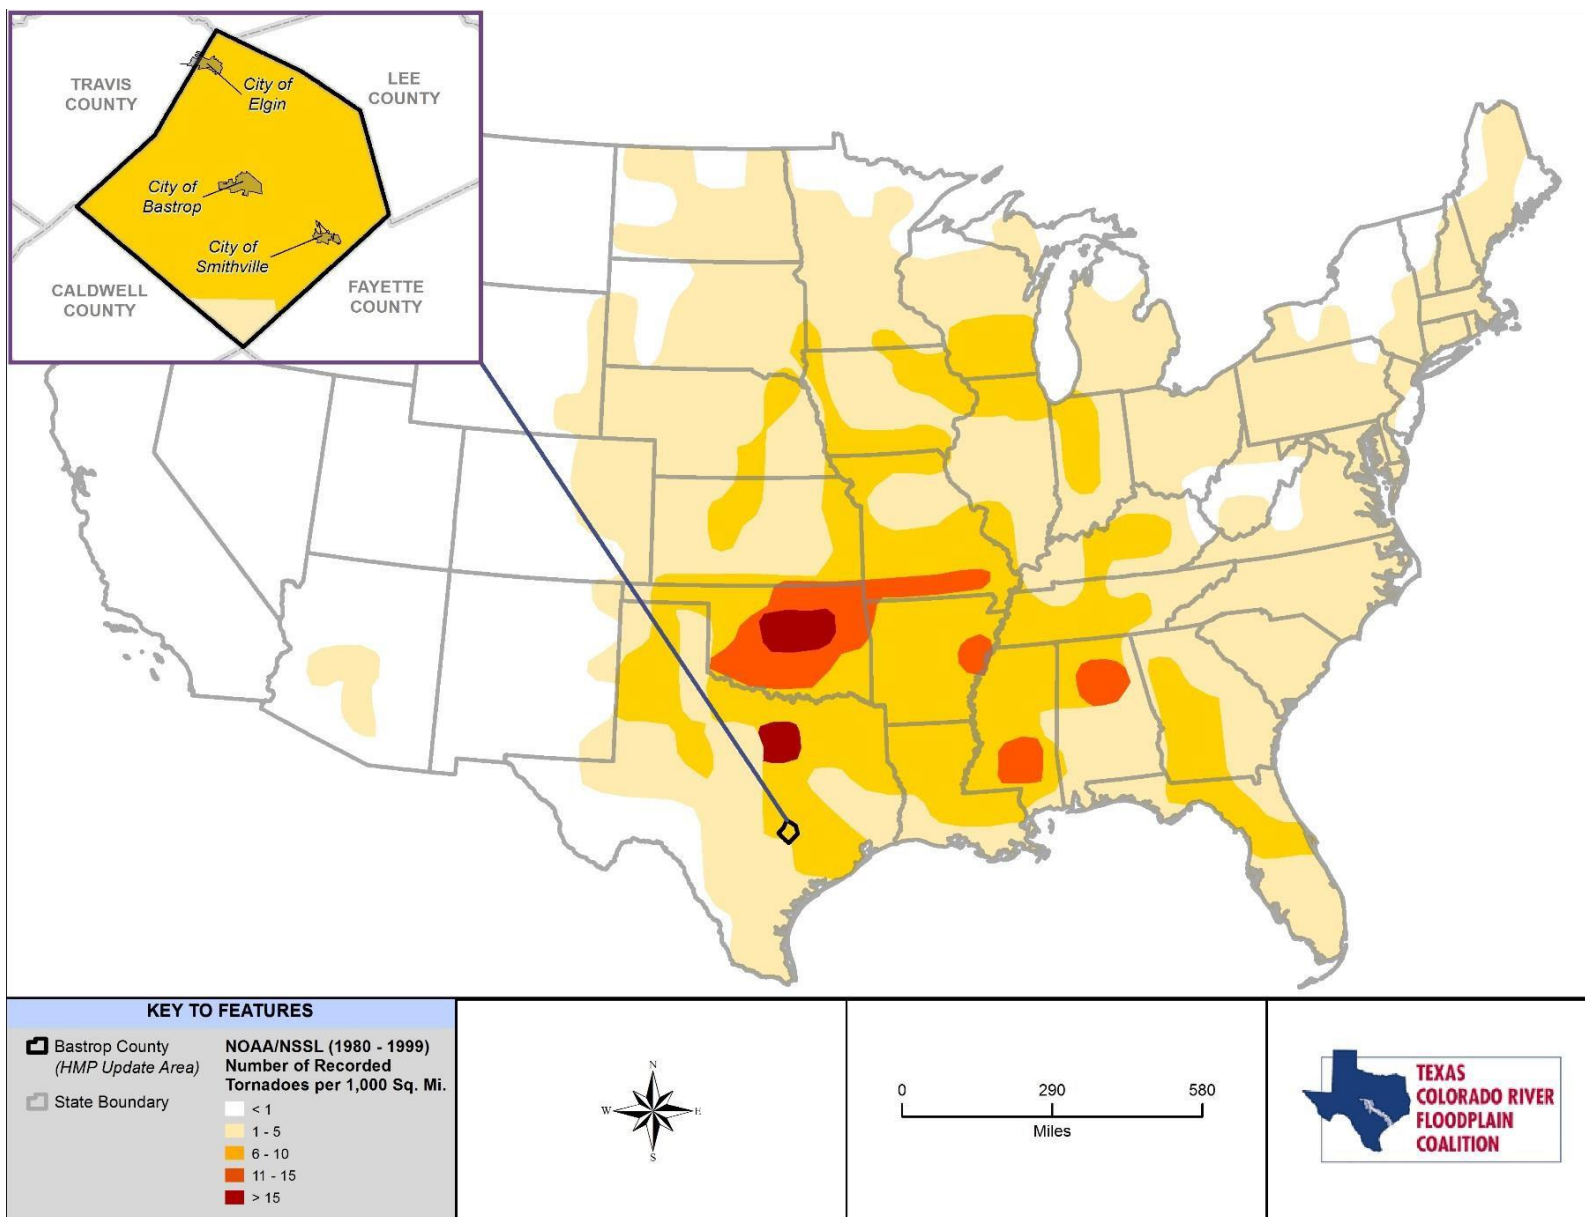 TRAVIS
COUNTY
LEE
COUNTY
City of
Elgin
City of
Bastrop
City of
Smithville
CALDWELL
COUNTY
FAYETTE
COUNTY
KEY TO FEATURES
Bastrop County
(HMP Update Area)
State Boundary
NOAA/NSSL (1980 - 1999)
Number of Recorded
Tornadoes per 1,000 Sq. Mi.
< 1
1 - 5
6 - 10
11 - 15
> 15
N
W
E
S
0 290 580
Miles
TEXAS
COLORADO RIVER
FLOODPLAIN
COALITION